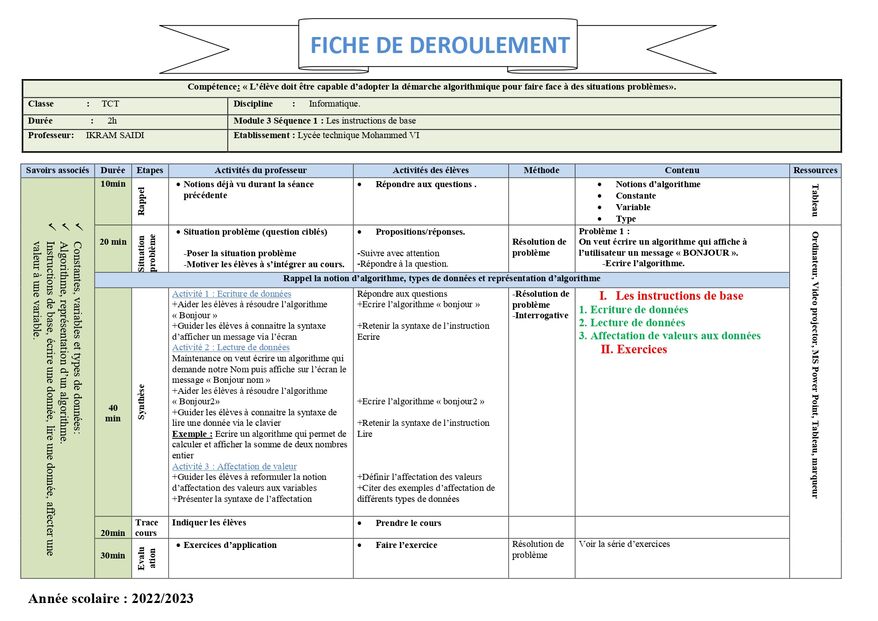 FICHE DE DEROULEMENT
Compétence: « L'élève doit être capable d'adopter la démarche algorithmique pour faire face à des situations problèmes».
Classe : TCT
Discipline : Informatique.
Durée : 2h
Module 3 Séquence 1 : Les instructions de base
Professeur: IKRAM SAIDI
Etablissement : Lycée technique Mohammed VI
Savoirs associés Durée Etapes Activités du professeur Activités des élèves Méthode Contenu Ressources
✓ Constantes, variables et types de données:
✓ Algorithme, représentation d'un algorithme.
✓ Instructions de base, écrire une donnée, lire une donnée, affecter une
valeur à une variable.
10min
Rappel
• Notions déjà vu durant la séance
précédente
• Répondre aux questions .
• Notions d'algorithme
• Constante
• Variable
• Type
Tableau
20 min
Situation
problème
• Situation problème (question ciblés)
-Poser la situation problème
-Motiver les élèves à s'intégrer au cours.
• Propositions/réponses.
-Suivre avec attention
-Répondre à la question.
Résolution de
problème
Problème 1 :
On veut écrire un algorithme qui affiche à
l'utilisateur un message « BONJOUR ».
-Ecrire l'algorithme.
Ordinateur, Video projector, MS Power Point, Tableau, marqueur
Rappel la notion d'algorithme, types de données et représentation d'algorithme
40
min
Synthèse
Activité 1 : Ecriture de données
+Aider les élèves à résoudre l'algorithme
« Bonjour »
+Guider les élèves à connaitre la syntaxe
d'afficher un message via l'écran
Activité 2 : Lecture de données
Maintenance on veut écrire un algorithme qui
demande notre Nom puis affiche sur l'écran le
message « Bonjour nom »
+Aider les élèves à résoudre l'algorithme
« Bonjour2»
+Guider les élèves à connaitre la syntaxe de
lire une donnée via le clavier
Exemple : Ecrire un algorithme qui permet de
calculer et afficher la somme de deux nombres
entier
Activité 3 : Affectation de valeur
+Guider les élèves à reformuler la notion
d'affectation des valeurs aux variables
+Présenter la syntaxe de l'affectation
Répondre aux questions
+Ecrire l'algorithme « bonjour »
+Retenir la syntaxe de l'instruction
Ecrire
+Ecrire l'algorithme « bonjour2 »
+Retenir la syntaxe de l'instruction
Lire
+Définir l'affectation des valeurs
+Citer des exemples d'affectation de
différents types de données
-Résolution de
problème
-Interrogative
I. Les instructions de base
1. Ecriture de données
2. Lecture de données
3. Affectation de valeurs aux données
II. Exercices
20min
Trace
cours
Indiquer les élèves
• Prendre le cours
30min
Evalu
ation
• Exercices d'application
• Faire l'exercice
Résolution de
problème
Voir la série d'exercices
Année scolaire : 2022/2023